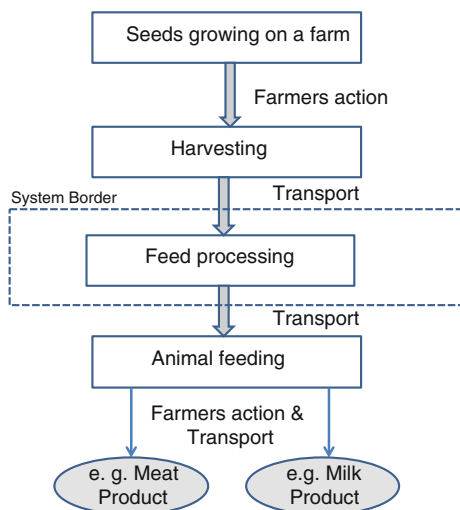 Seeds growing on a farm
Farmers action
Harvesting
Transport
System Border
Feed processing
Transport
Animal feeding
Farmers action &
Transport
e. g. Meat
Product
e.g. Milk
Product